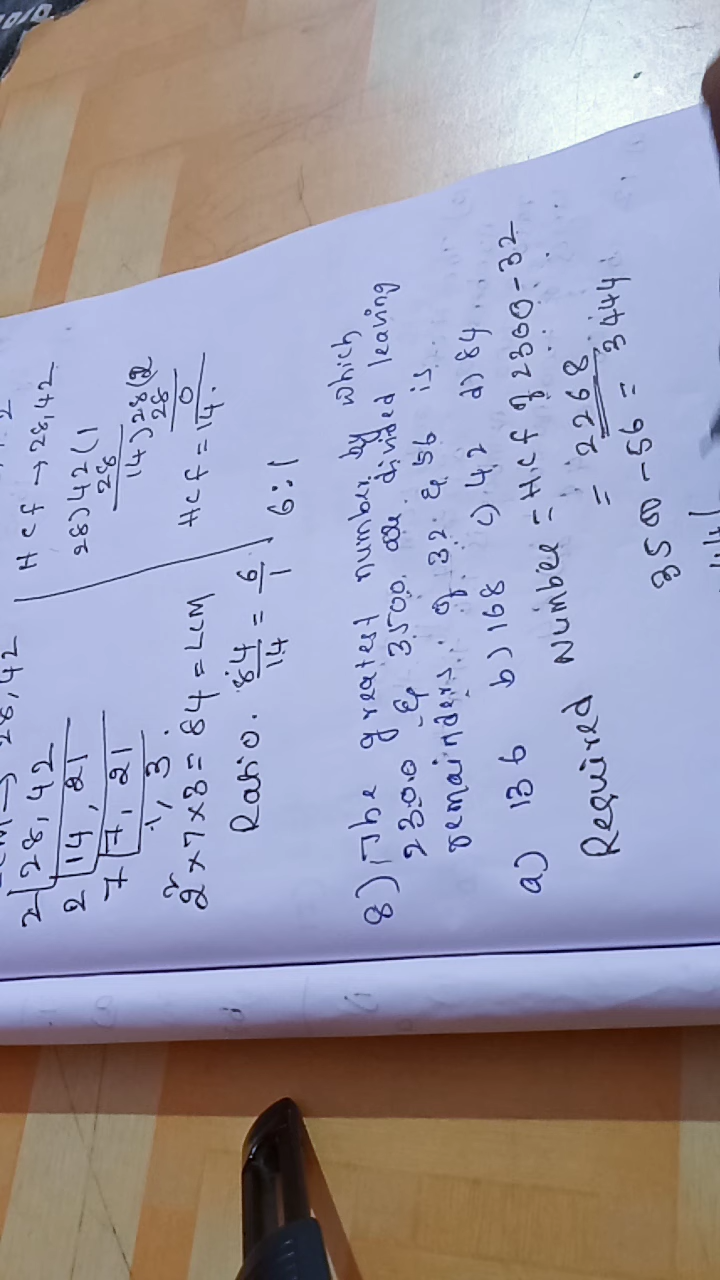 28, 42
2 | 28, 42
2 | 14, 21
7 | 7, 21
1, 3.
2² × 7 × 3 = 84 = LCM
Ratio. 84/14 = 6/1 6:1
Hcf → 28, 42
28) 42 (1
28
14) 28 (2
28
0
Hcf = 14.
8) The greatest number by which
2300 & 3500 are divided leaving
remainders of 32 & 56 is
a) 136 b) 168 c) 42 d) 84
Required Number = H.c.f of 2300 - 32
= 2268
3500 - 56 = 3444